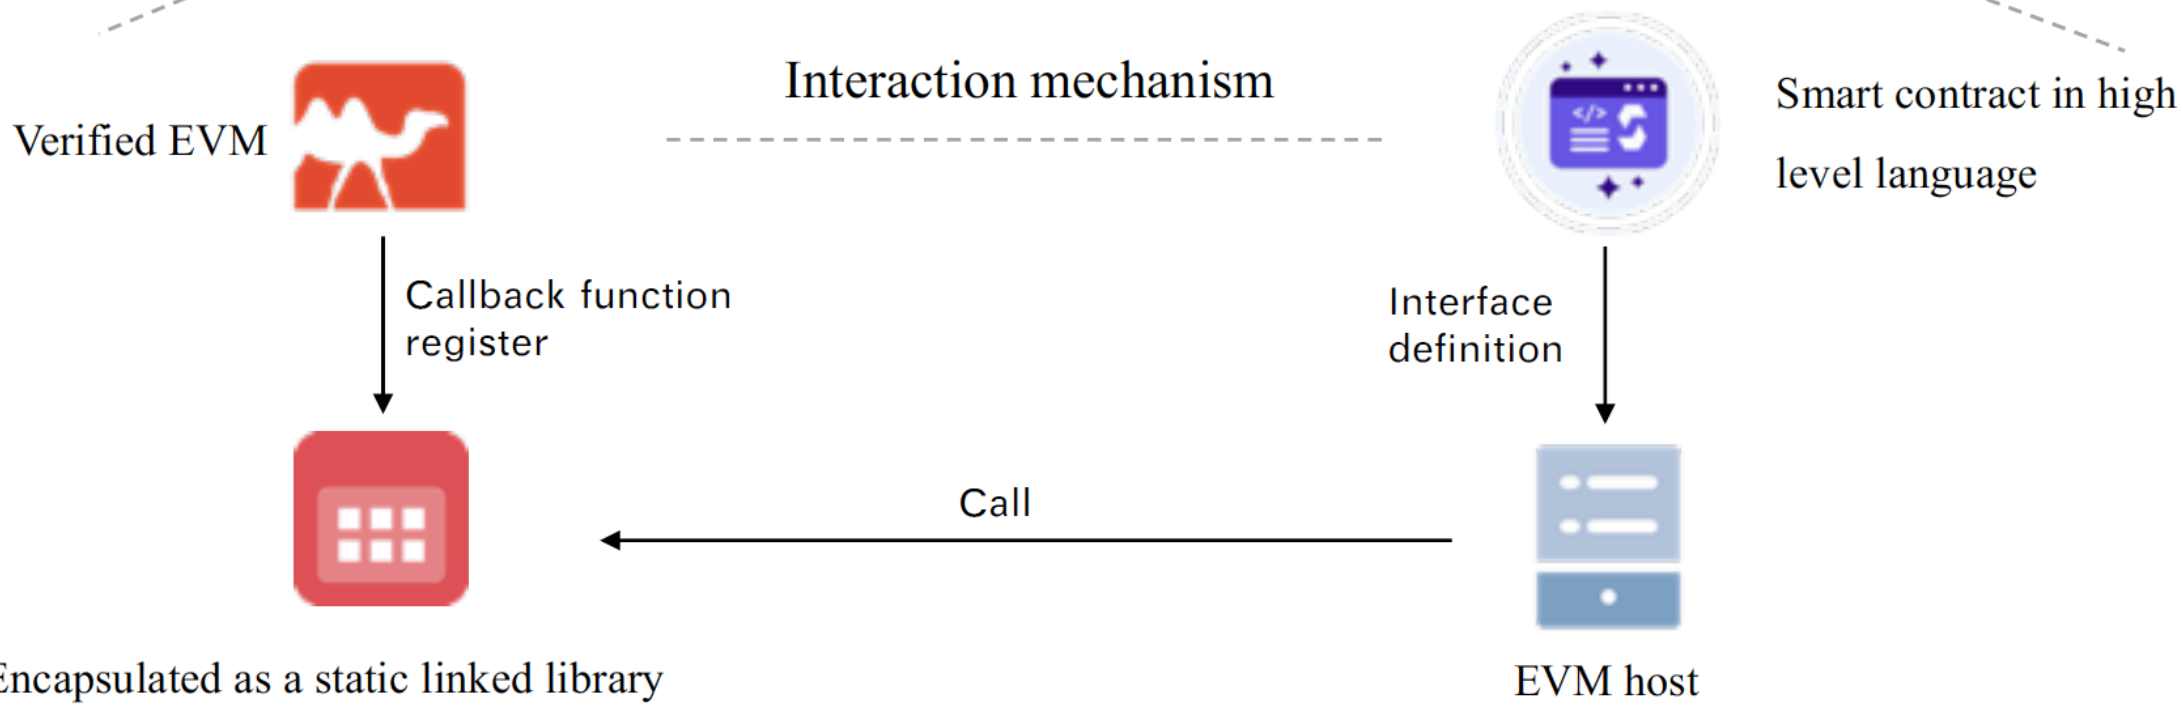 Interaction mechanism
Verified EVM
Smart contract in high
level language
Callback function
register
Interface
definition
Call
Encapsulated as a static linked library
EVM host